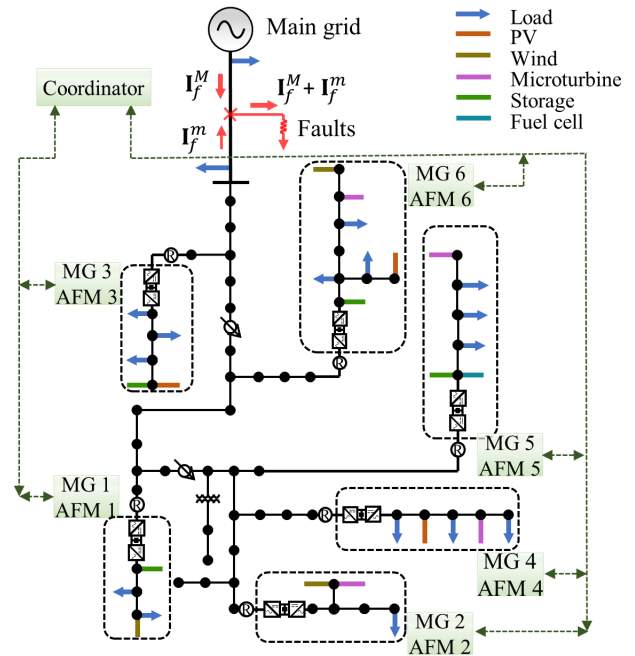 Main grid
Load
PV
Wind
Microturbine
Storage
Fuel cell
Coordinator
I_f^M
I_f^M + I_f^m
I_f^m
Faults
MG 6
AFM 6
R
MG 3
AFM 3
R
MG 5
AFM 5
R
MG 1
AFM 1
R
R
MG 4
AFM 4
R
MG 2
AFM 2